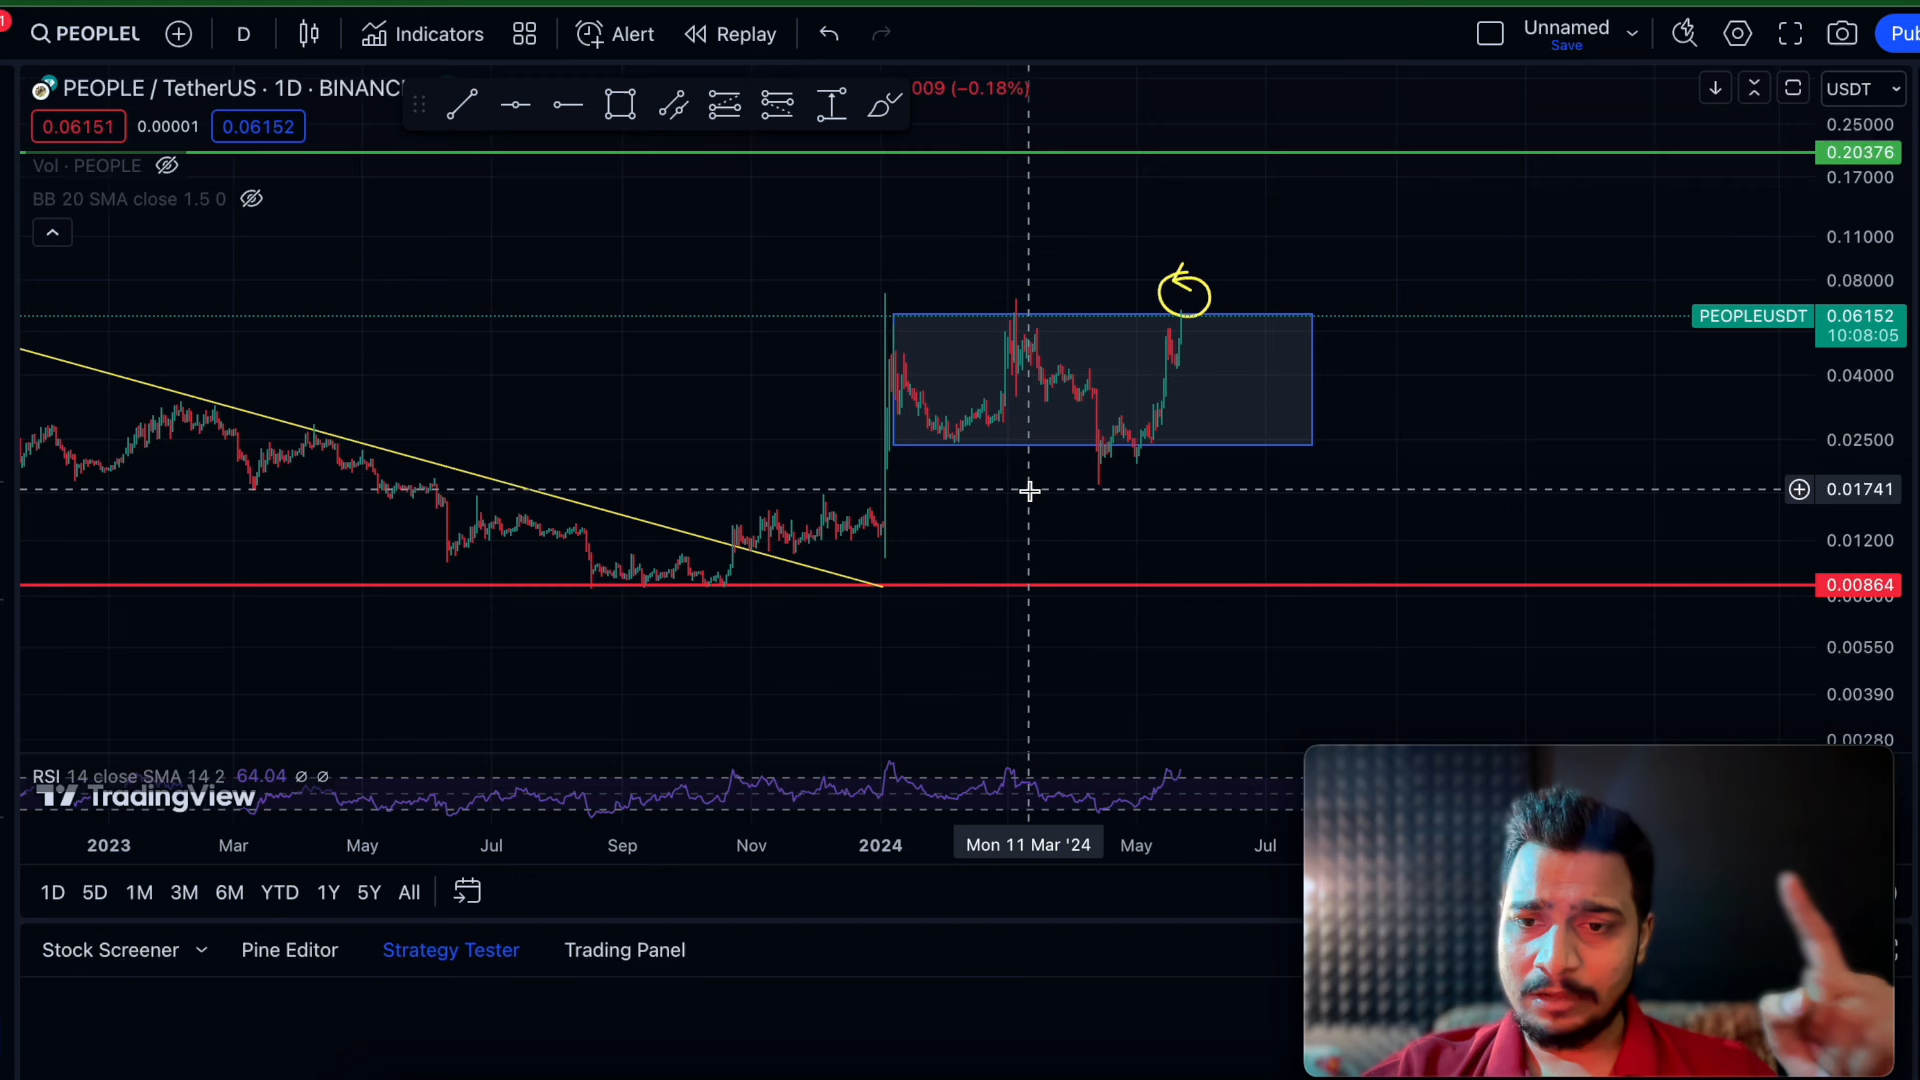 1
PEOPLEU
D
Indicators
Alert
Replay
Unnamed
Save
Pub
PEOPLE / TetherUS · 1D · BINANC
009 (−0.18%)
USDT
0.06151
0.00001
0.06152
Vol · PEOPLE
BB 20 SMA close 1.5 0
0.25000
0.20376
0.17000
0.11000
0.08000
PEOPLEUSDT
0.06152
10:08:05
0.04000
0.02500
0.01741
0.01200
0.00864
0.00800
0.00550
0.00390
0.00280
RSI 14 close SMA 14 2 64.04 ∅ ∅
TradingView
2023
Mar
May
Jul
Sep
Nov
2024
Mon 11 Mar '24
May
Jul
1D 5D 1M 3M 6M YTD 1Y 5Y All
Stock Screener
Pine Editor
Strategy Tester
Trading Panel